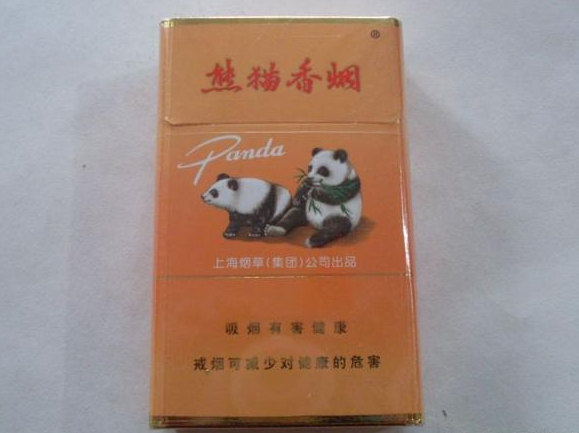 ®
熊猫香烟
Panda
上海烟草(集团)公司出品
吸烟有害健康
戒烟可减少对健康的危害